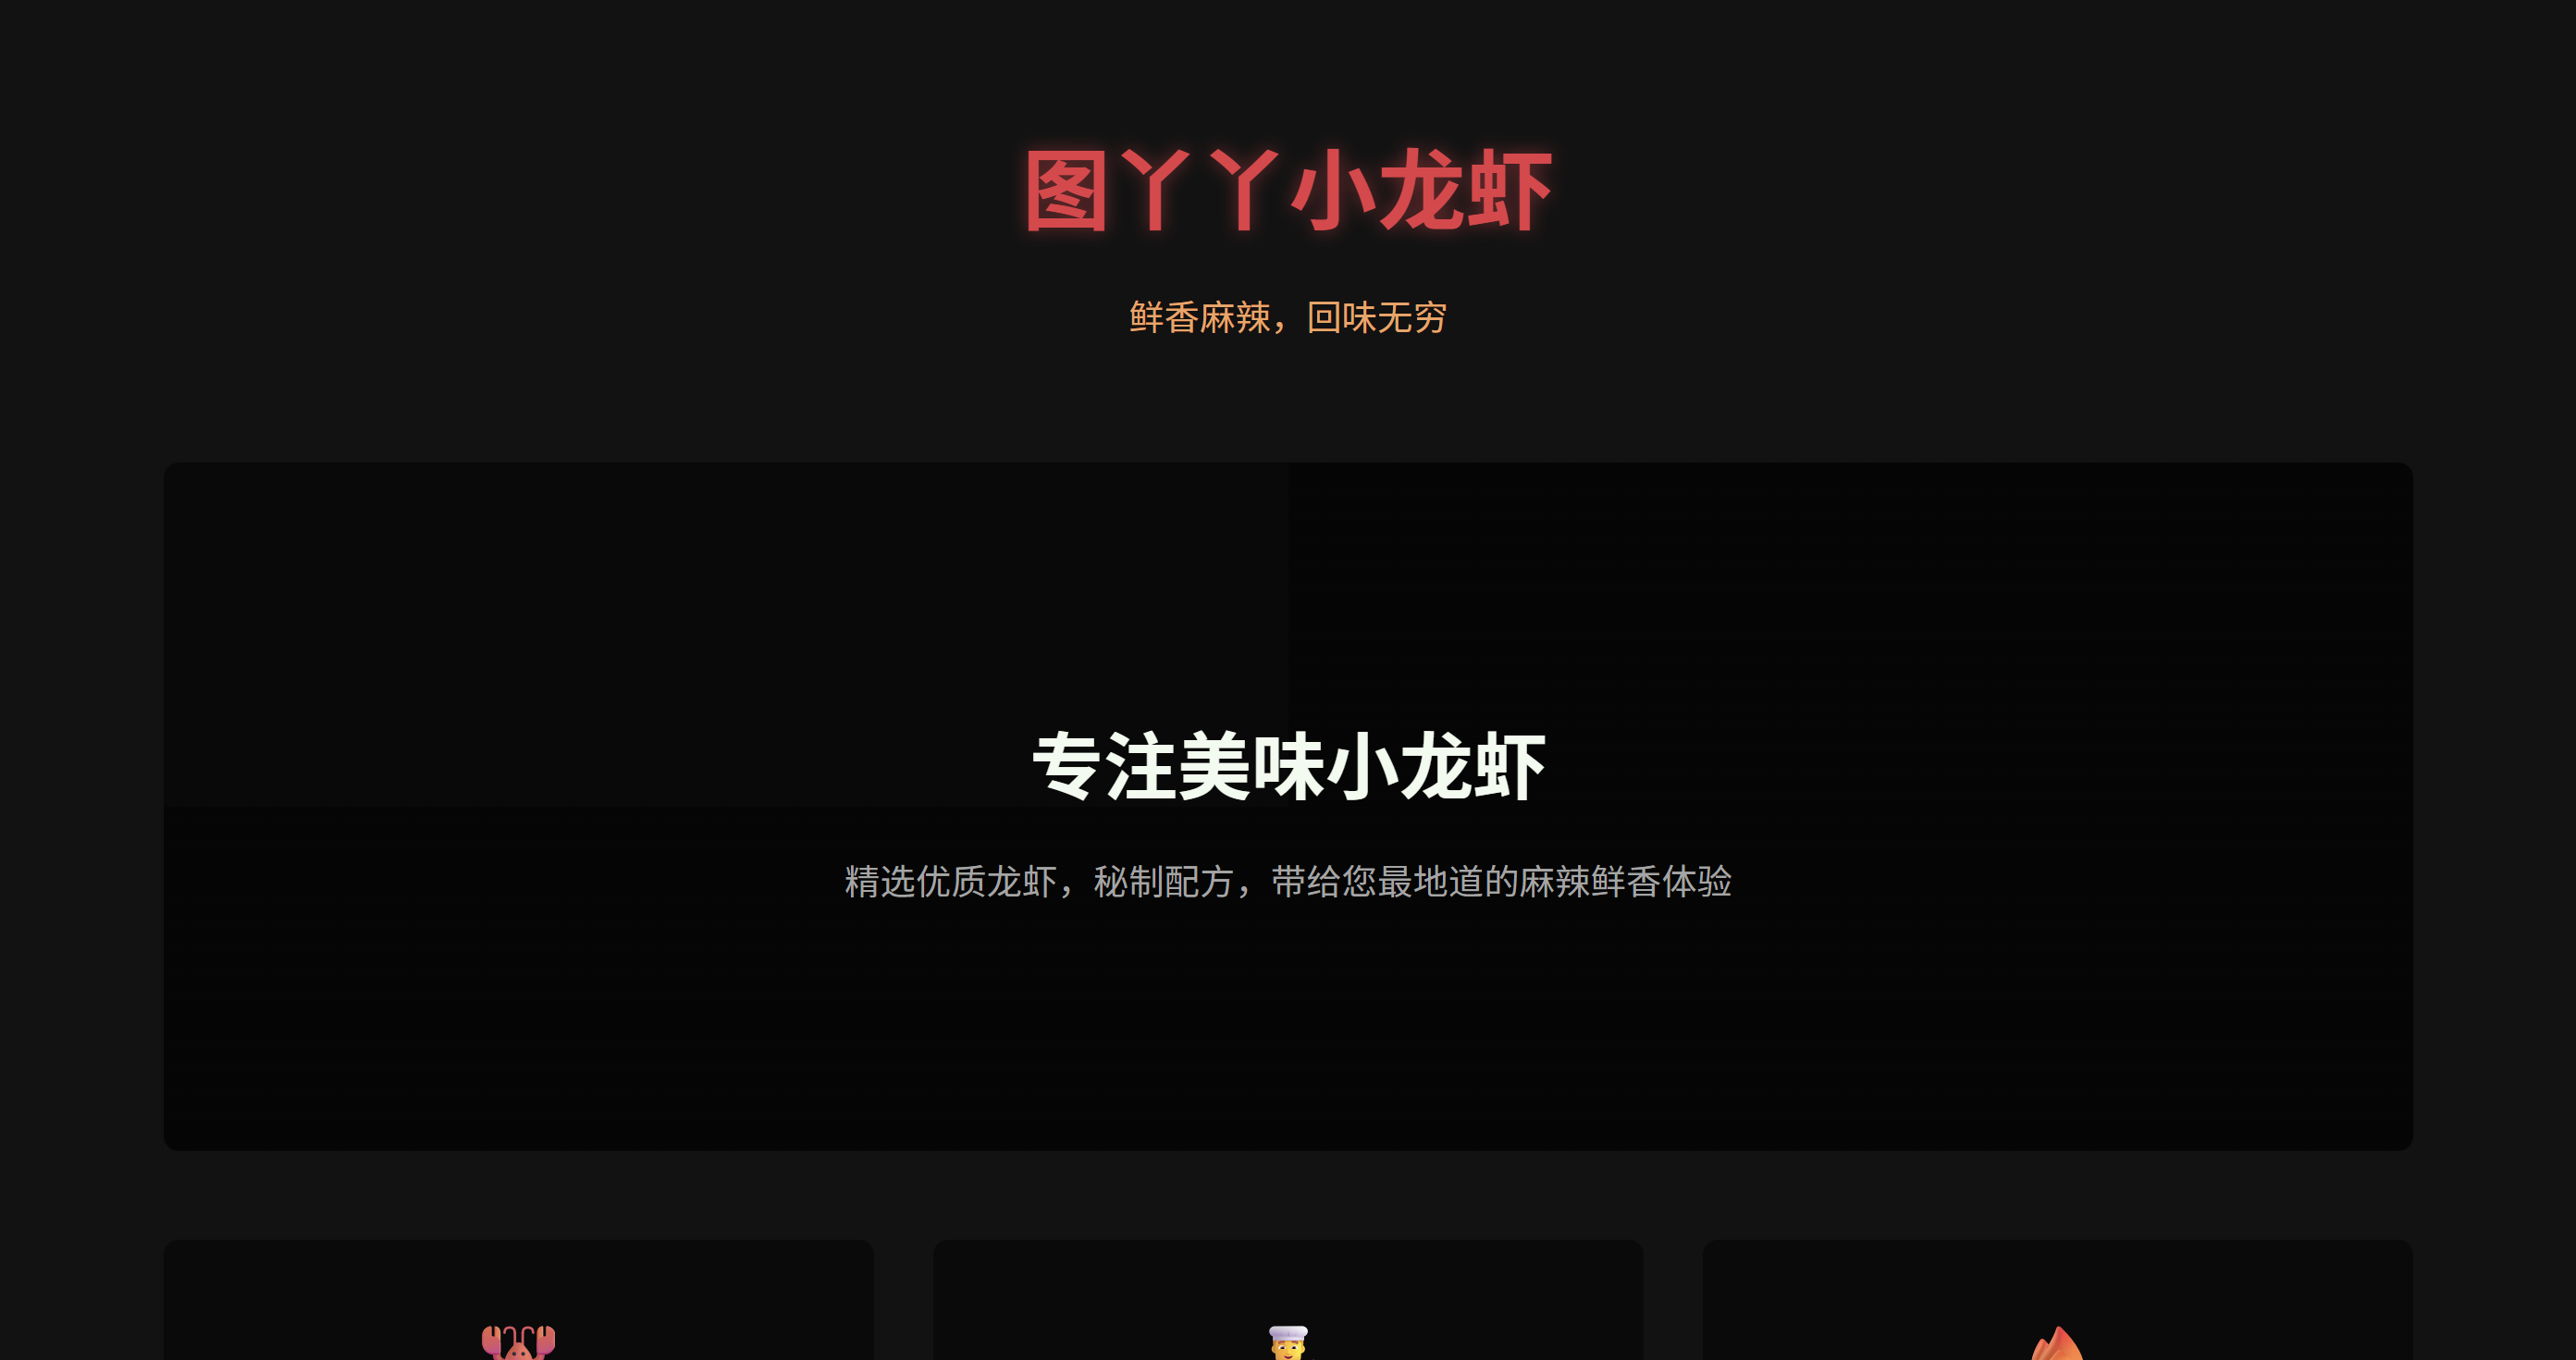 图丫丫小龙虾
鲜香麻辣，回味无穷
专注美味小龙虾
精选优质龙虾，秘制配方，带给您最地道的麻辣鲜香体验